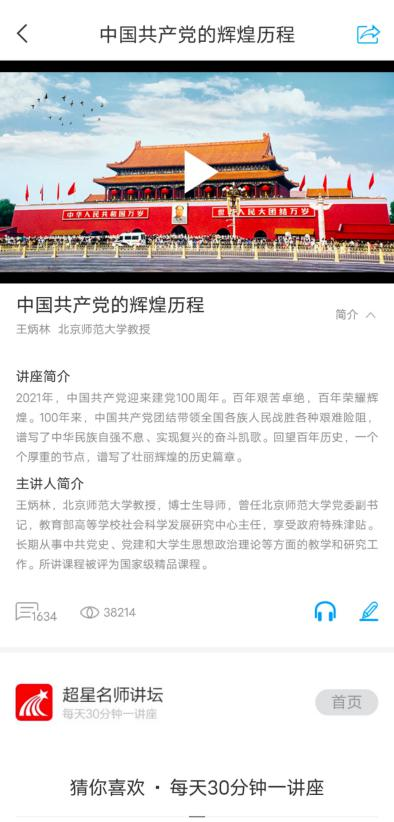 中国共产党的辉煌历程
中华人民共和国万岁
世界人民大团结万岁
中国共产党的辉煌历程
简介
王炳林 北京师范大学教授
讲座简介
2021年，中国共产党迎来建党100周年。百年艰苦卓绝，百年荣耀辉
煌。100年来，中国共产党团结带领全国各族人民战胜各种艰难险阻，
谱写了中华民族自强不息、实现复兴的奋斗凯歌。回望百年历史，一个
个厚重的节点，谱写了壮丽辉煌的历史篇章。
主讲人简介
王炳林，北京师范大学教授，博士生导师，曾任北京师范大学党委副书
记，教育部高等学校社会科学发展研究中心主任，享受政府特殊津贴。
长期从事中共党史、党建和大学生思想政治理论等方面的教学和研究工
作。所讲课程被评为国家级精品课程。
1634
38214
超星名师讲坛
首页
每天30分钟一讲座
猜你喜欢 · 每天30分钟一讲座